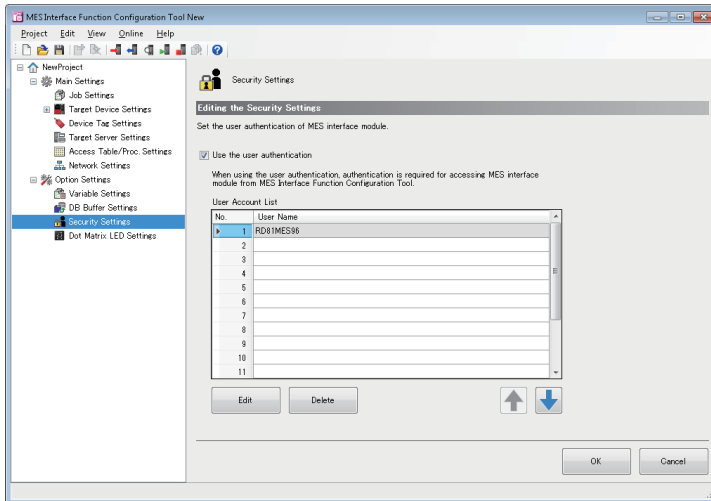 MES Interface Function Configuration Tool New
Project Edit View Online Help
NewProject
Main Settings
Job Settings
Target Device Settings
Device Tag Settings
Target Server Settings
Access Table/Proc. Settings
Network Settings
Option Settings
Variable Settings
DB Buffer Settings
Security Settings
Dot Matrix LED Settings
Security Settings
Editing the Security Settings
Set the user authentication of MES interface module.
Use the user authentication
When using the user authentication, authentication is required for accessing MES interface
module from MES Interface Function Configuration Tool.
User Account List
No. User Name
1 RD81MES96
2
3
4
5
6
7
8
9
10
11
Edit Delete
OK Cancel